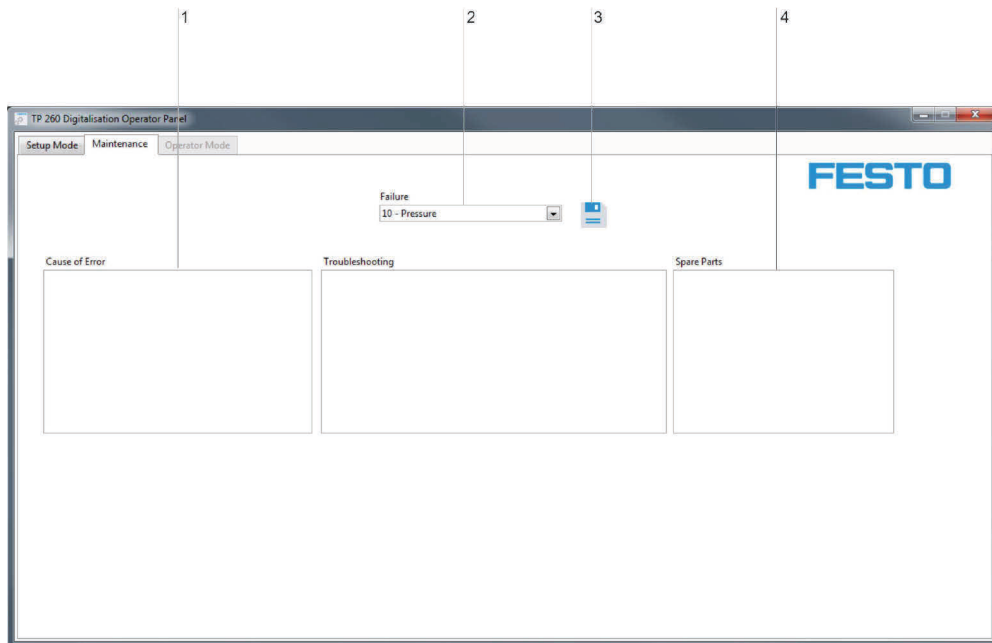 1 2 3 4
TP 260 Digitalisation Operator Panel
Setup Mode Maintenance Operator Mode
FESTO
Failure
10 - Pressure
Cause of Error Troubleshooting Spare Parts